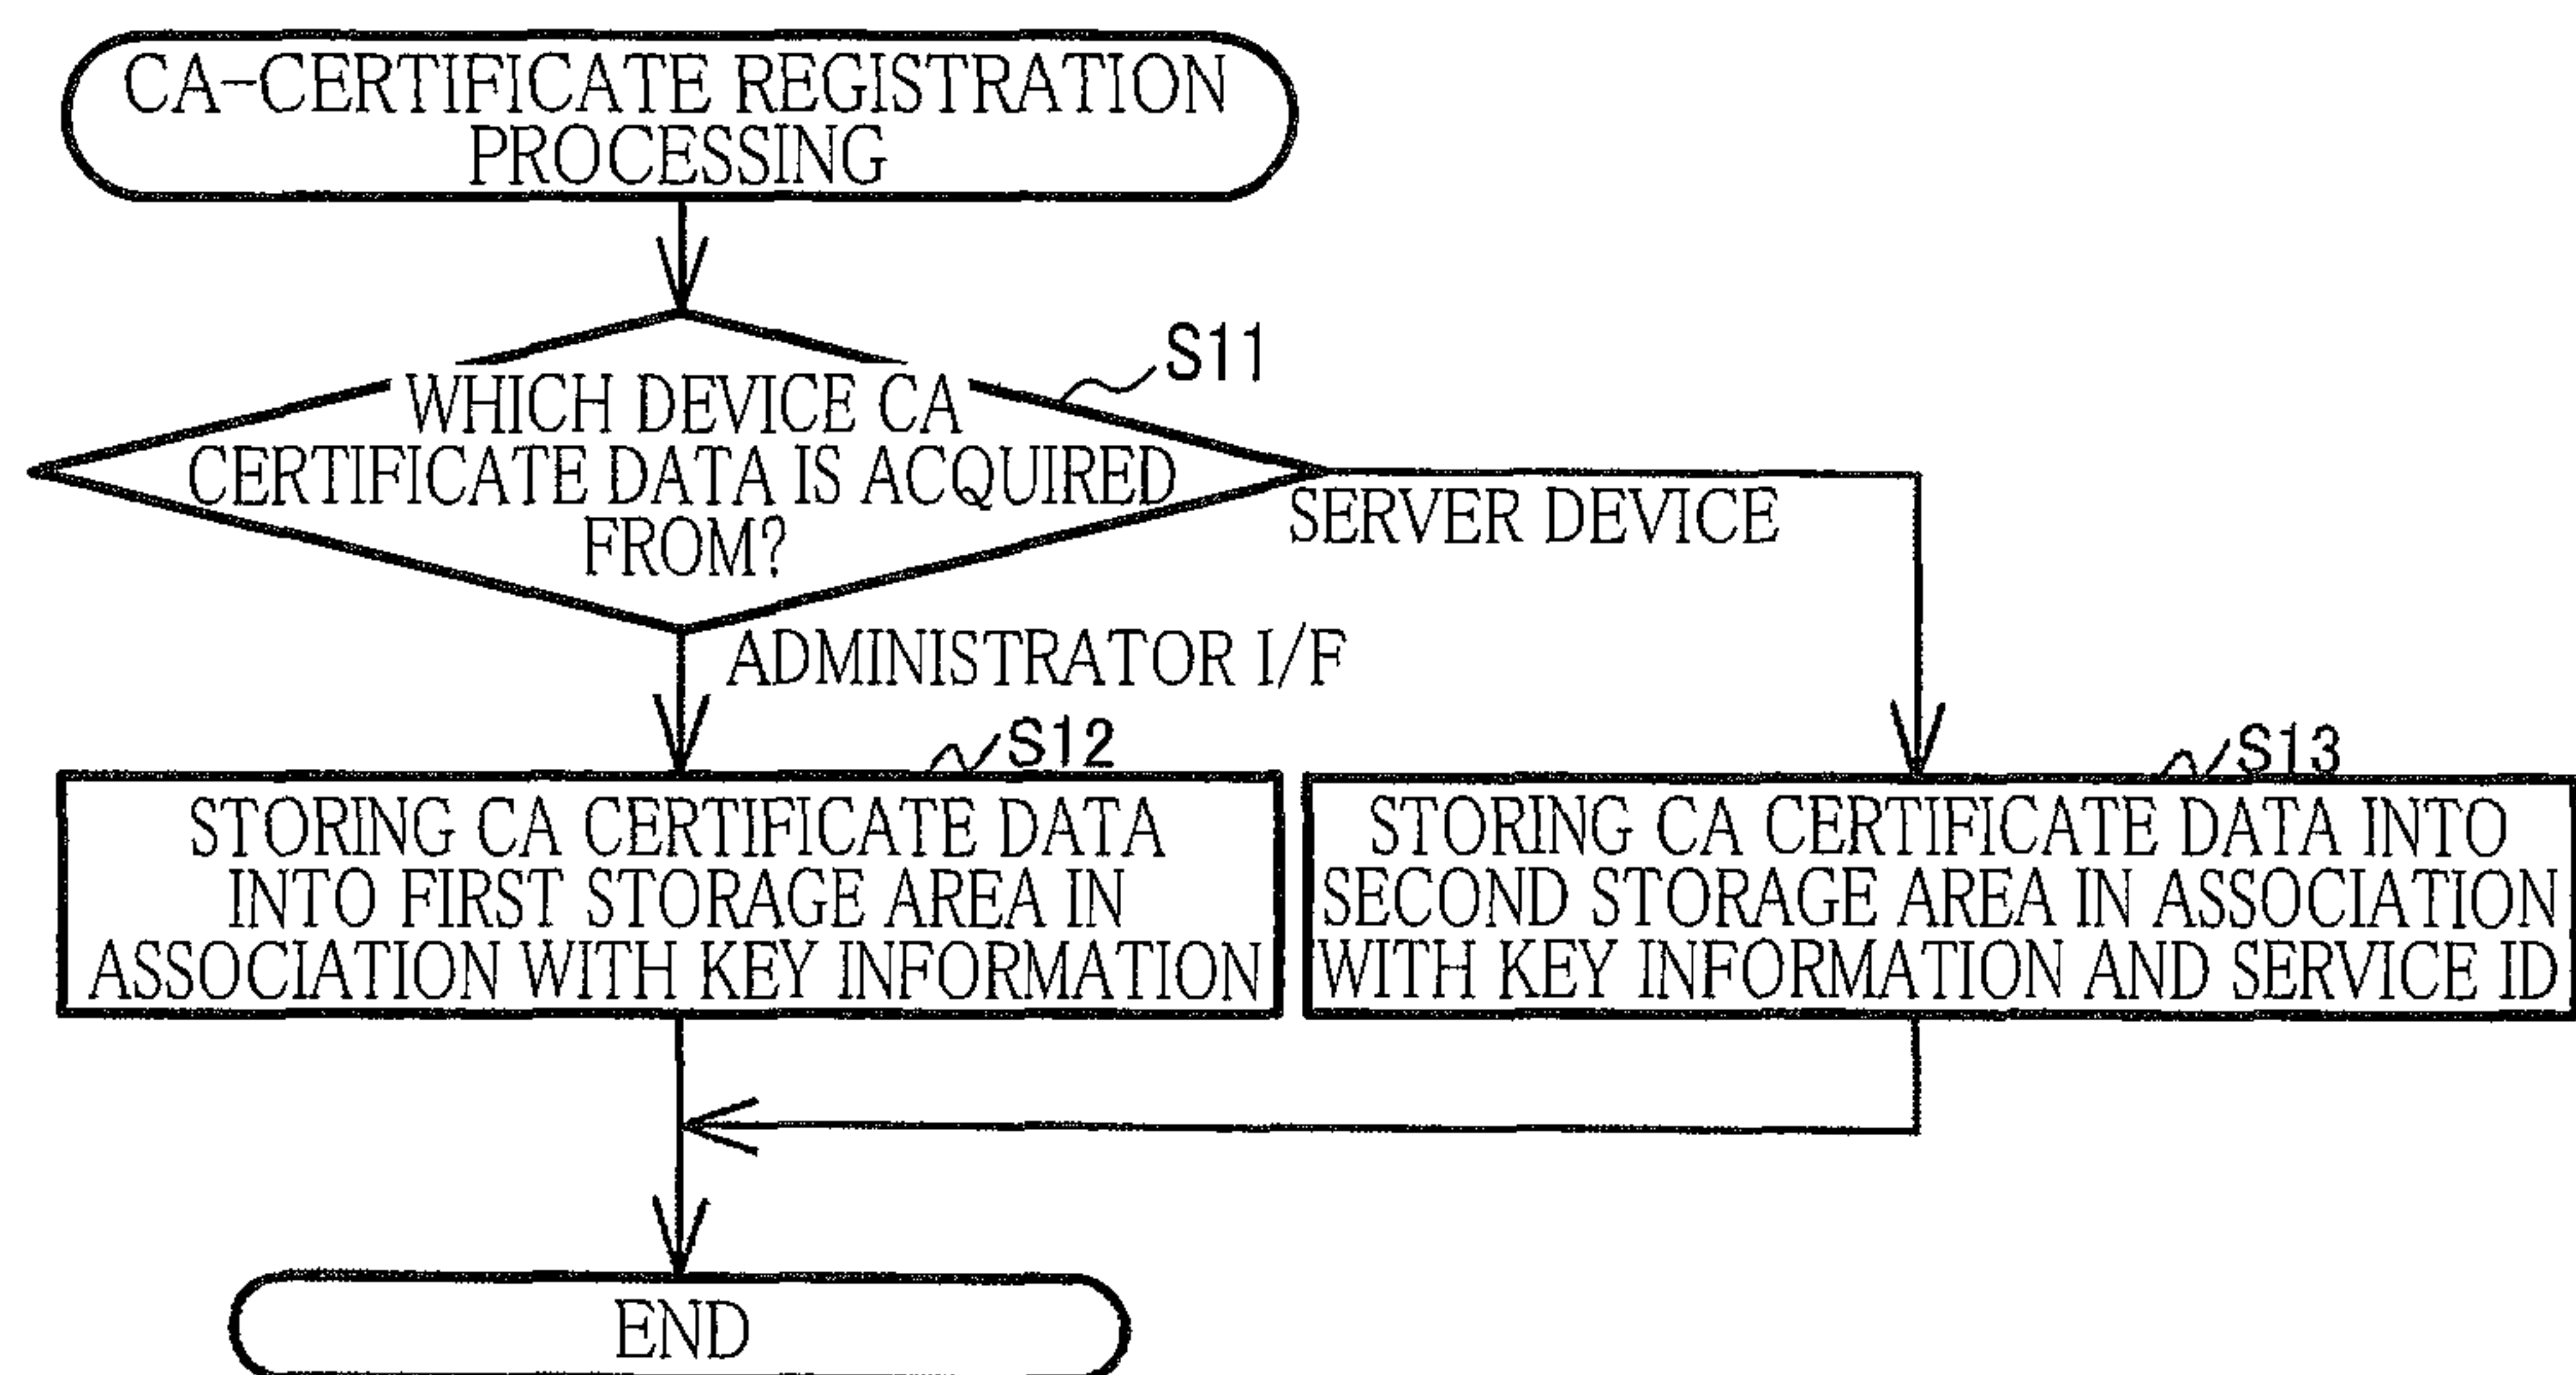 CA-CERTIFICATE REGISTRATION
PROCESSING
S11
WHICH DEVICE CA
CERTIFICATE DATA IS ACQUIRED
FROM?
SERVER DEVICE
ADMINISTRATOR I/F
S12
STORING CA CERTIFICATE DATA
INTO FIRST STORAGE AREA IN
ASSOCIATION WITH KEY INFORMATION
S13
STORING CA CERTIFICATE DATA INTO
SECOND STORAGE AREA IN ASSOCIATION
WITH KEY INFORMATION AND SERVICE ID
END